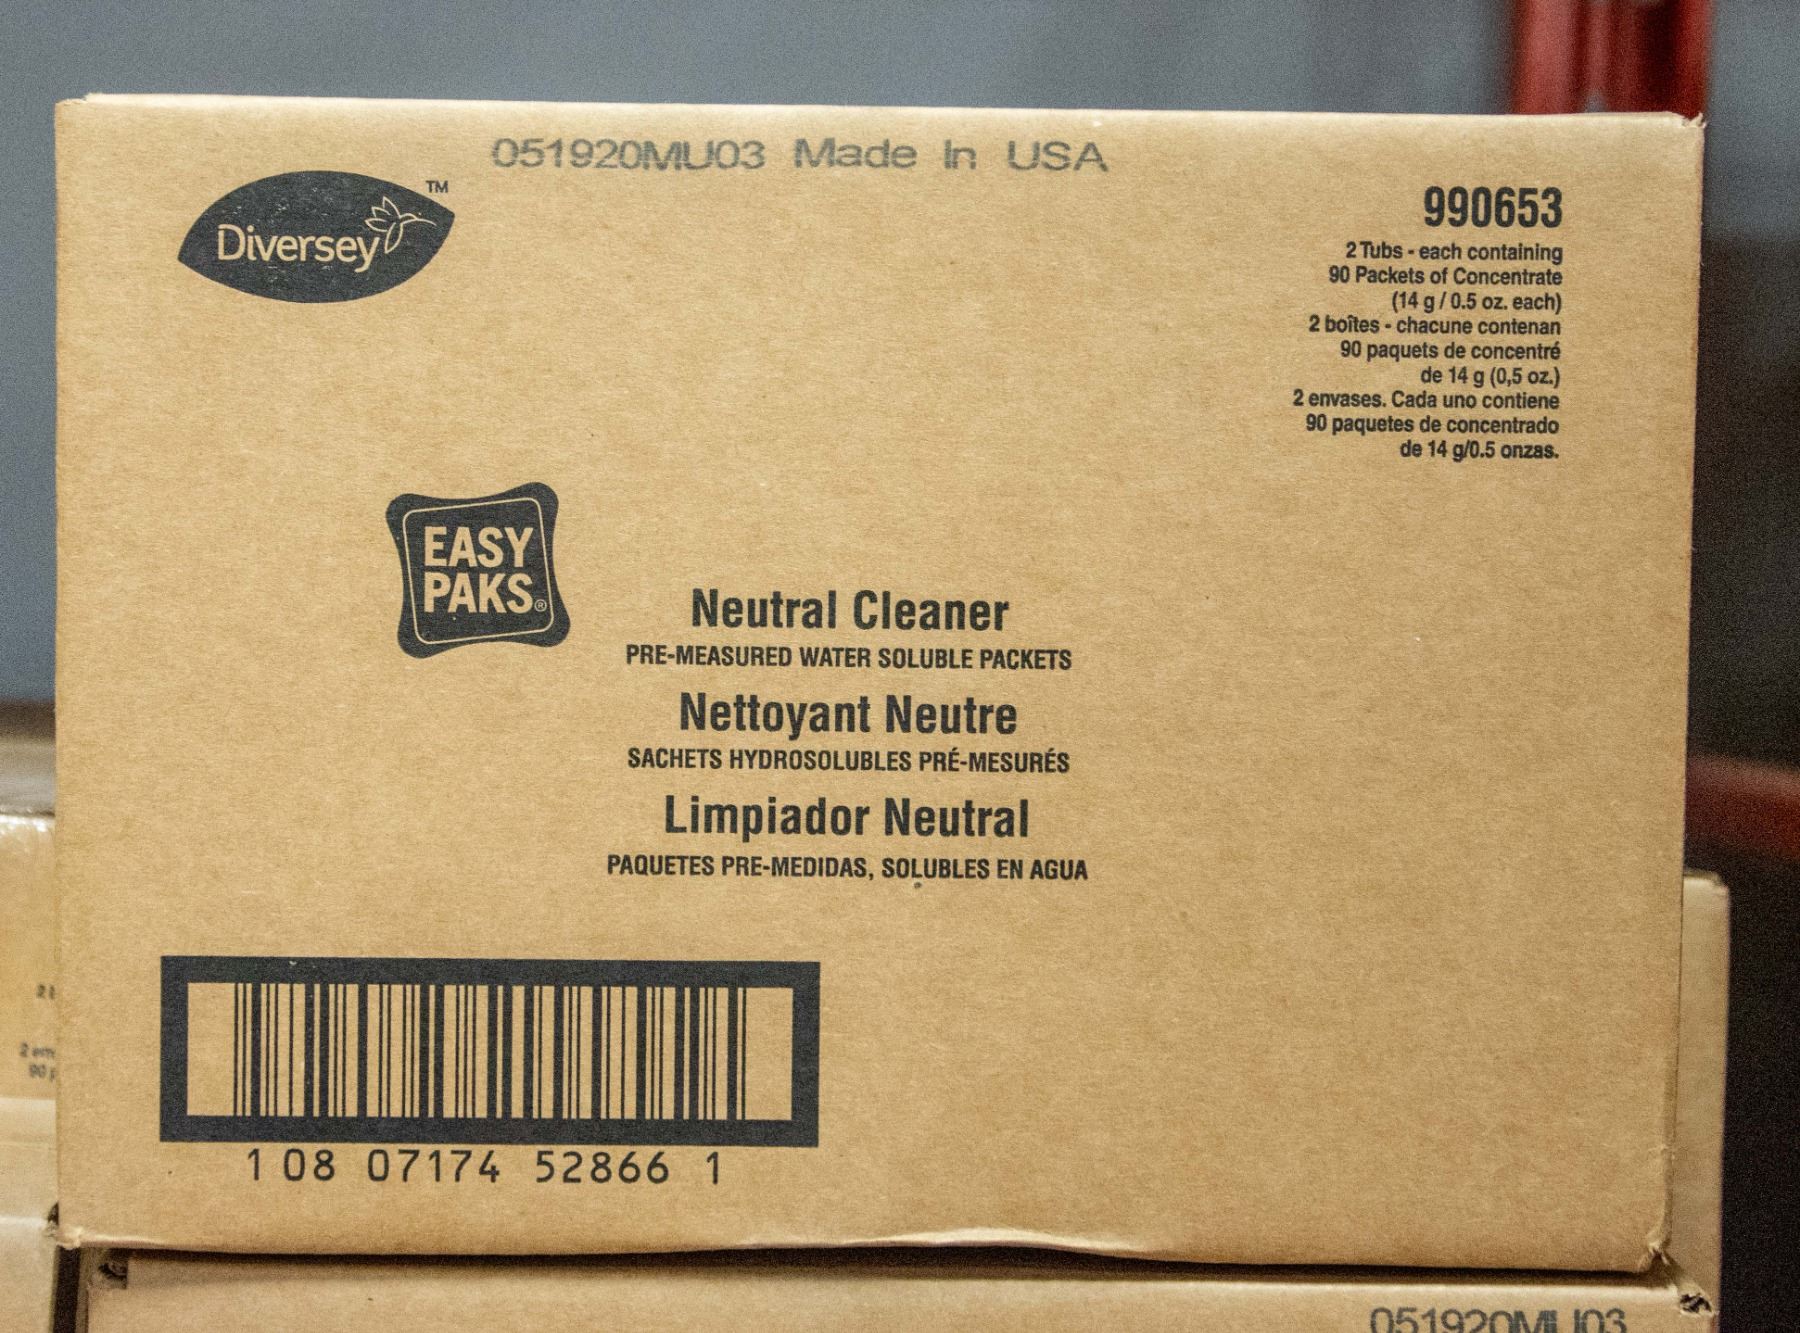 051920MU03 Made In USA
Diversey™
990653
2 Tubs - each containing
90 Packets of Concentrate
(14 g / 0.5 oz. each)
2 boîtes - chacune contenan
90 paquets de concentré
de 14 g (0,5 oz.)
2 envases. Cada uno contiene
90 paquetes de concentrado
de 14 g/0.5 onzas.
EASY
PAKS®
Neutral Cleaner
PRE-MEASURED WATER SOLUBLE PACKETS
Nettoyant Neutre
SACHETS HYDROSOLUBLES PRÉ-MESURÉS
Limpiador Neutral
PAQUETES PRE-MEDIDAS, SOLUBLES EN AGUA
1 08 07174 52866 1
051920MU03